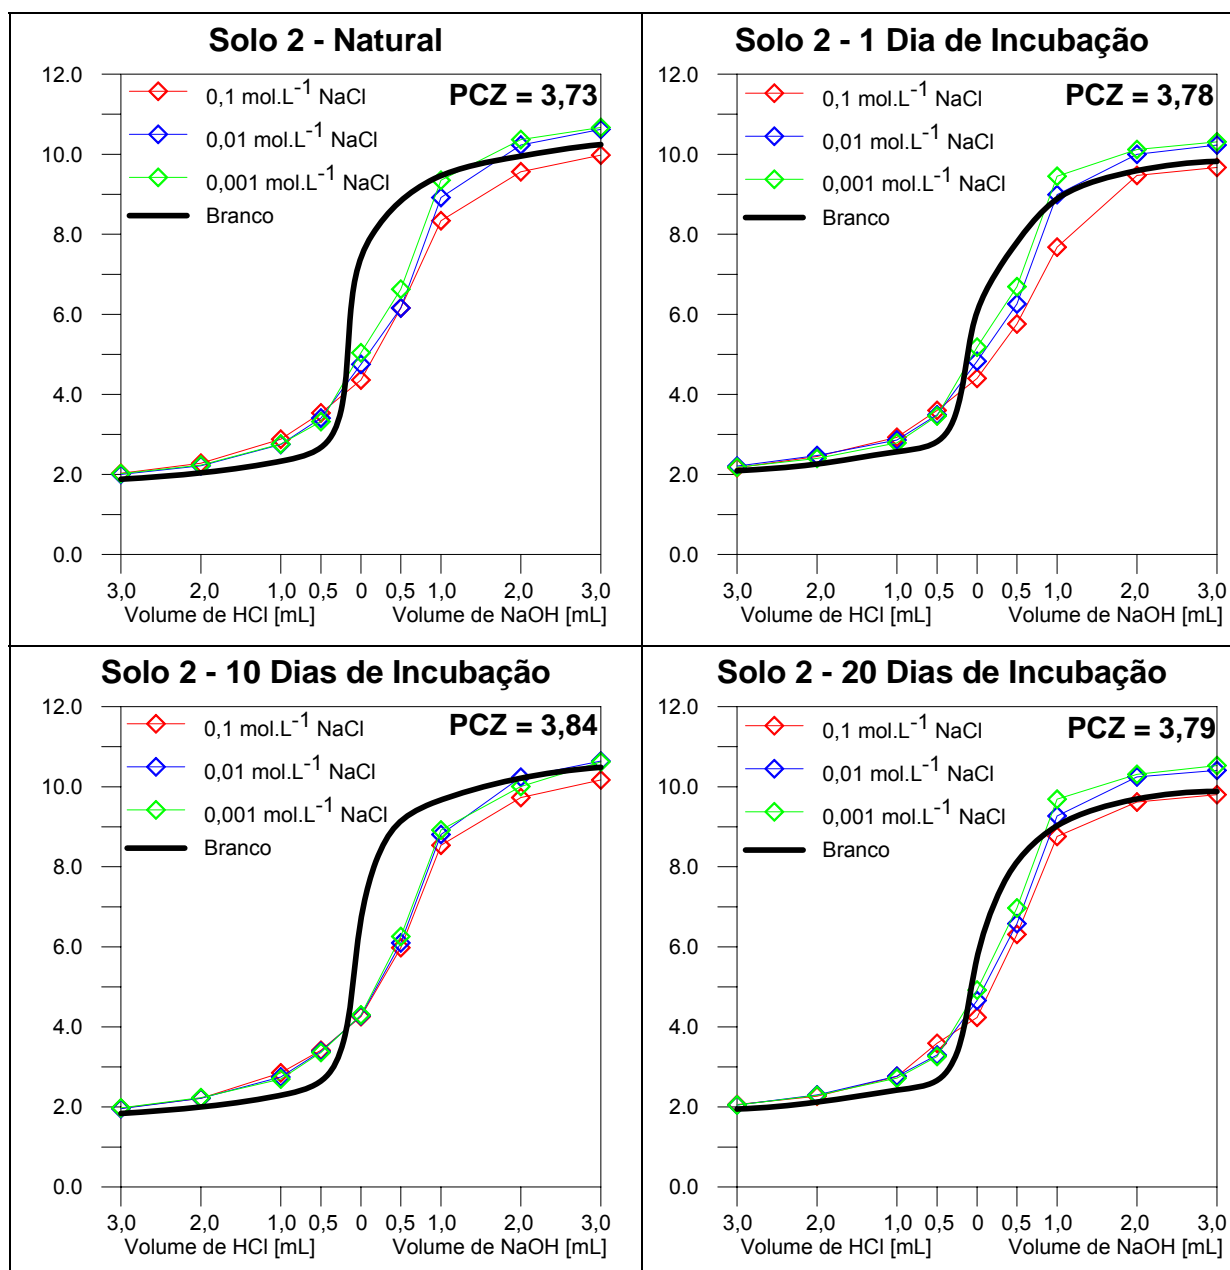 Solo 2 - Natural
12.0
10.0
8.0
6.0
4.0
2.0
0.0
0,1 mol.L-1 NaCl
0,01 mol.L-1 NaCl
0,001 mol.L-1 NaCl
Branco
PCZ = 3,73
3,0 2,0 1,0 0,5 0 0,5 1,0 2,0 3,0
Volume de HCl [mL] Volume de NaOH [mL]
Solo 2 - 1 Dia de Incubação
12.0
10.0
8.0
6.0
4.0
2.0
0.0
0,1 mol.L-1 NaCl
0,01 mol.L-1 NaCl
0,001 mol.L-1 NaCl
Branco
PCZ = 3,78
3,0 2,0 1,0 0,5 0 0,5 1,0 2,0 3,0
Volume de HCl [mL] Volume de NaOH [mL]
Solo 2 - 10 Dias de Incubação
12.0
10.0
8.0
6.0
4.0
2.0
0.0
0,1 mol.L-1 NaCl
0,01 mol.L-1 NaCl
0,001 mol.L-1 NaCl
Branco
PCZ = 3,84
3,0 2,0 1,0 0,5 0 0,5 1,0 2,0 3,0
Volume de HCl [mL] Volume de NaOH [mL]
Solo 2 - 20 Dias de Incubação
12.0
10.0
8.0
6.0
4.0
2.0
0.0
0,1 mol.L-1 NaCl
0,01 mol.L-1 NaCl
0,001 mol.L-1 NaCl
Branco
PCZ = 3,79
3,0 2,0 1,0 0,5 0 0,5 1,0 2,0 3,0
Volume de HCl [mL] Volume de NaOH [mL]